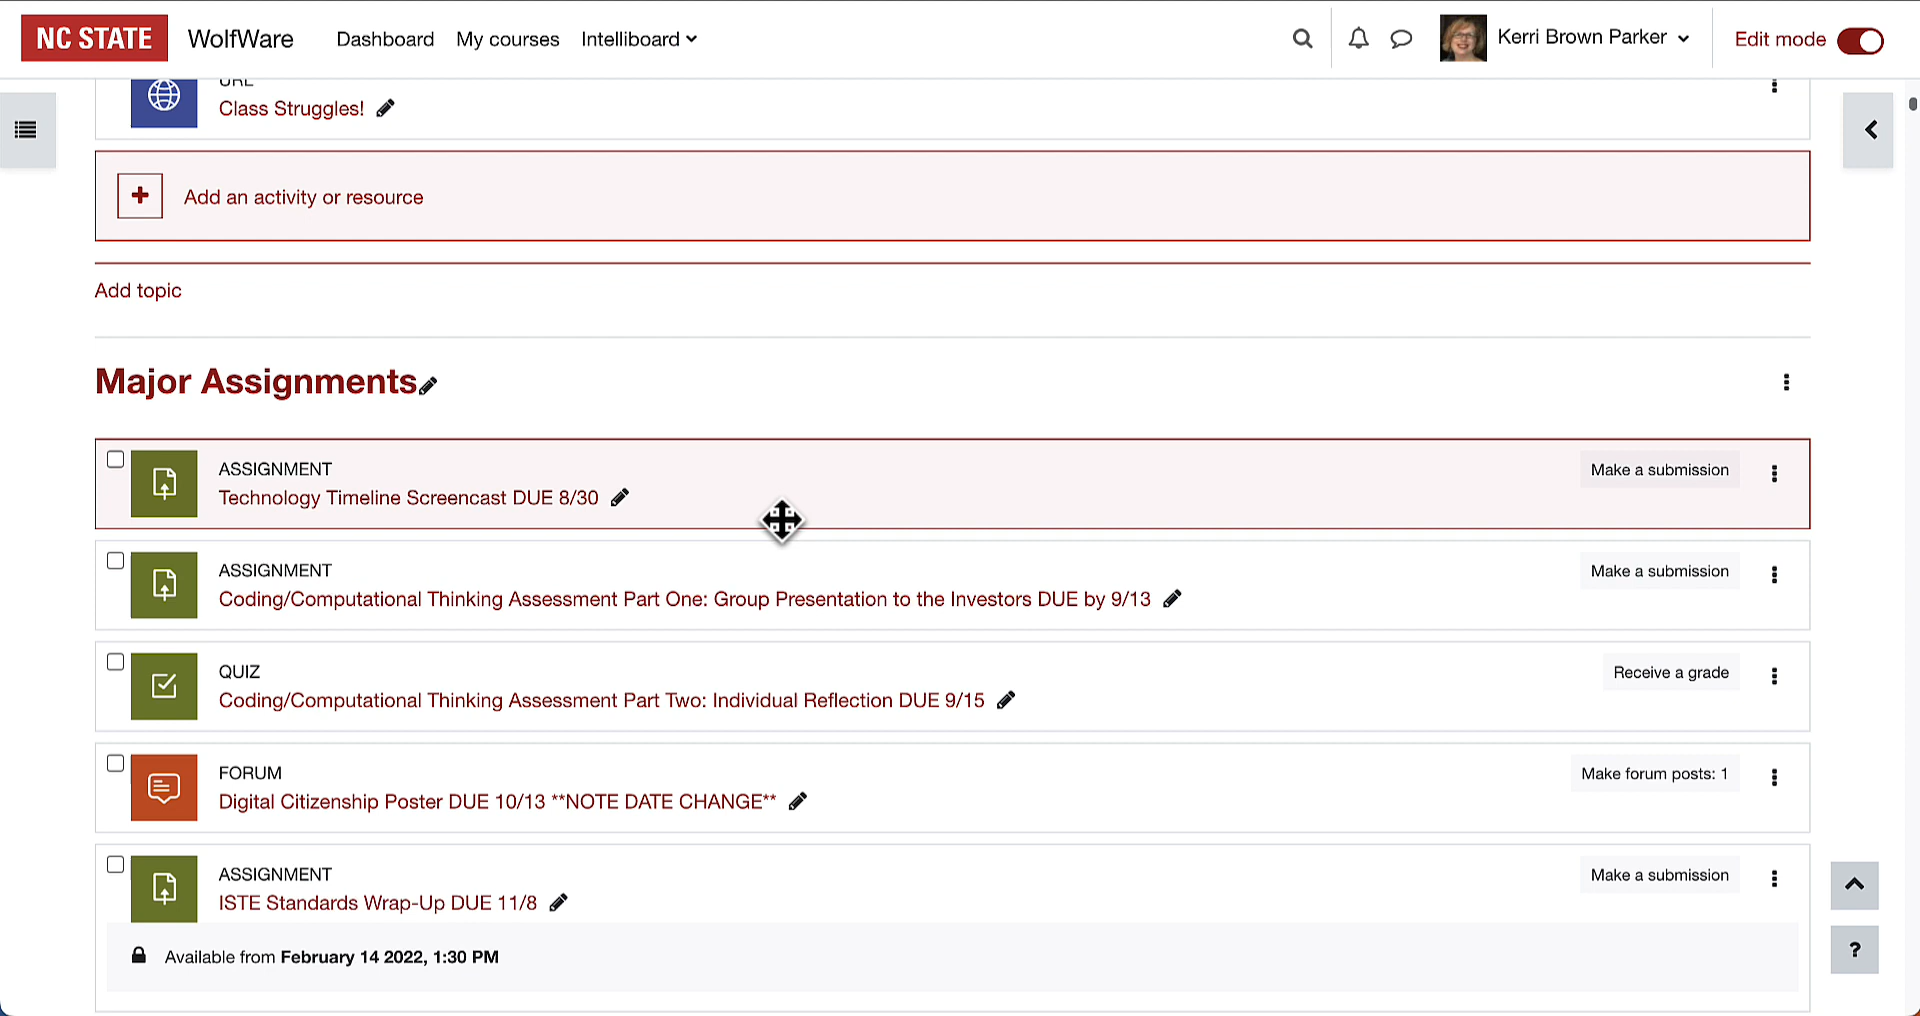 NC STATE WolfWare Dashboard My courses Intelliboard Kerri Brown Parker Edit mode
URL
Class Struggles!
Add an activity or resource
Add topic
Major Assignments
ASSIGNMENT
Make a submission
Technology Timeline Screencast DUE 8/30
ASSIGNMENT
Make a submission
Coding/Computational Thinking Assessment Part One: Group Presentation to the Investors DUE by 9/13
QUIZ
Receive a grade
Coding/Computational Thinking Assessment Part Two: Individual Reflection DUE 9/15
FORUM
Make forum posts: 1
Digital Citizenship Poster DUE 10/13 **NOTE DATE CHANGE**
ASSIGNMENT
Make a submission
ISTE Standards Wrap-Up DUE 11/8
Available from February 14 2022, 1:30 PM
?